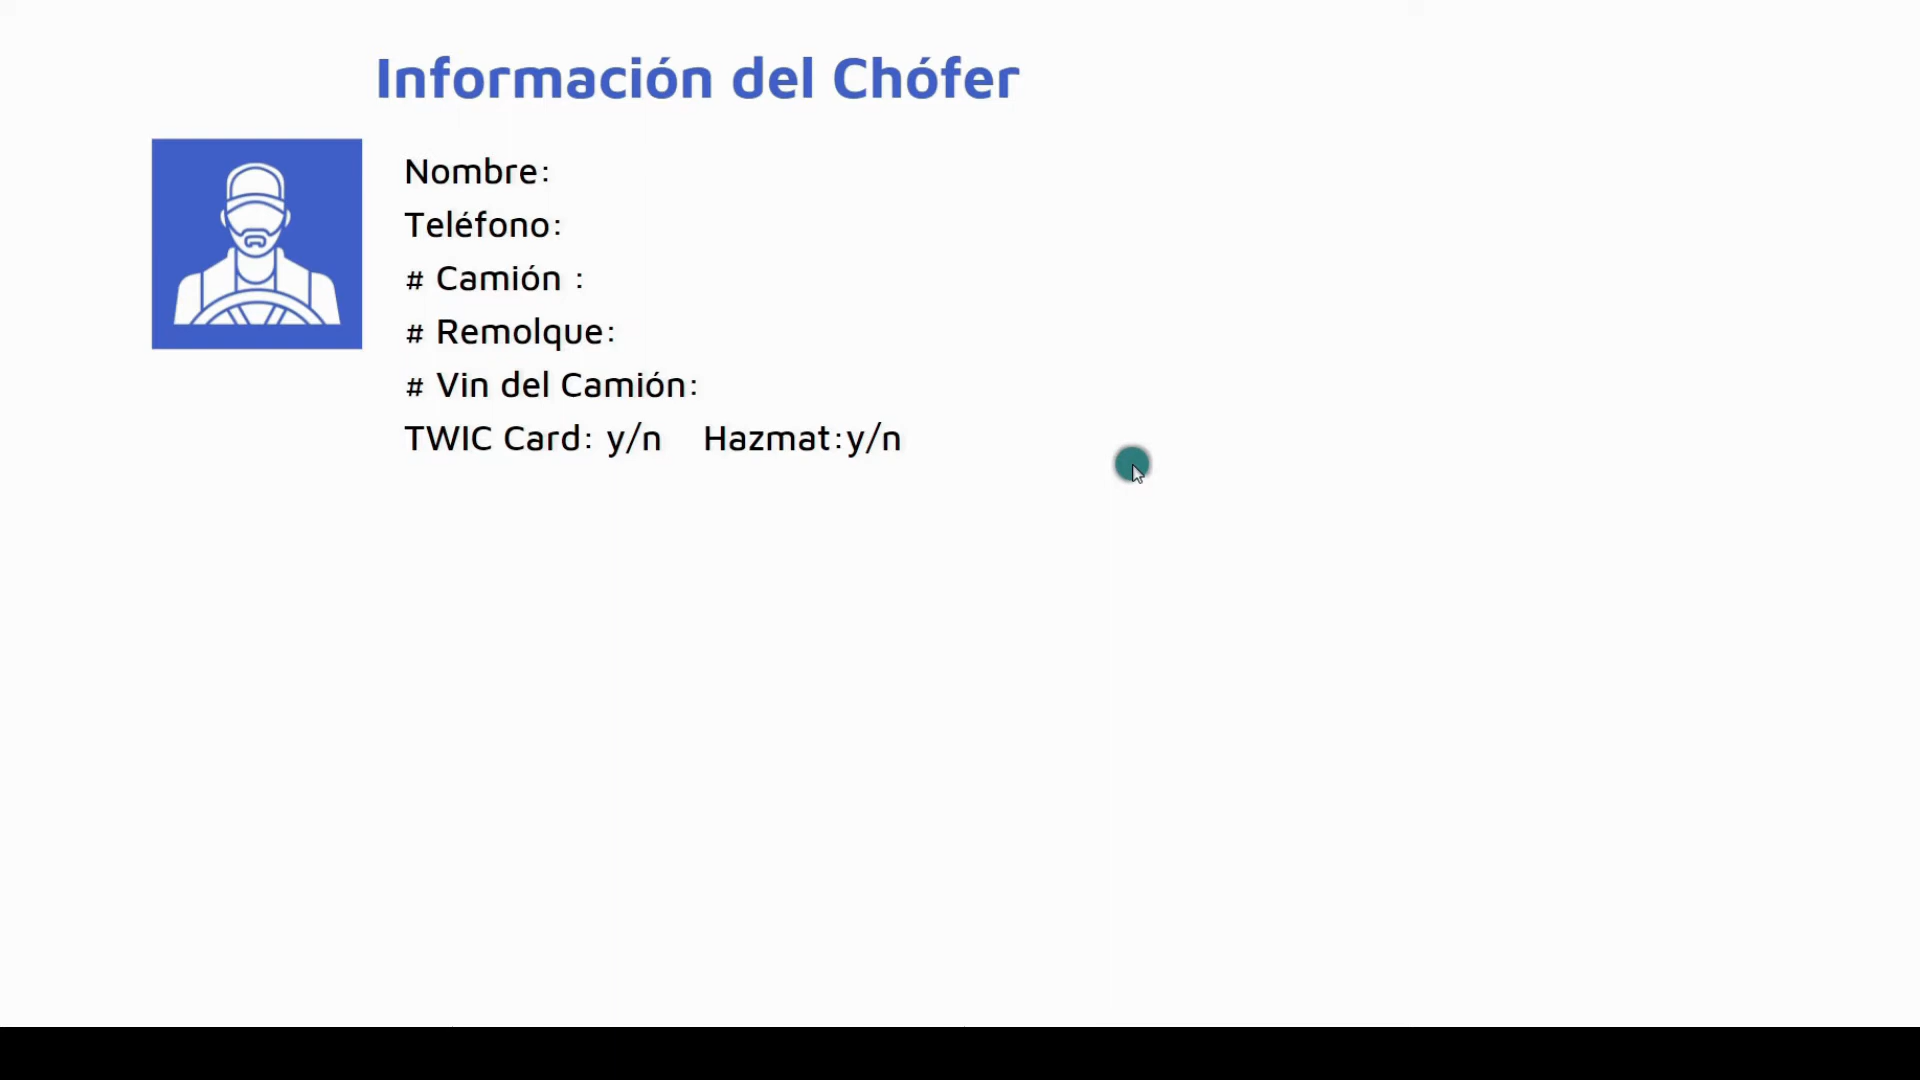 Información del Chófer
Nombre:
Teléfono:
# Camión :
# Remolque:
# Vin del Camión:
TWIC Card: y/n    Hazmat:y/n